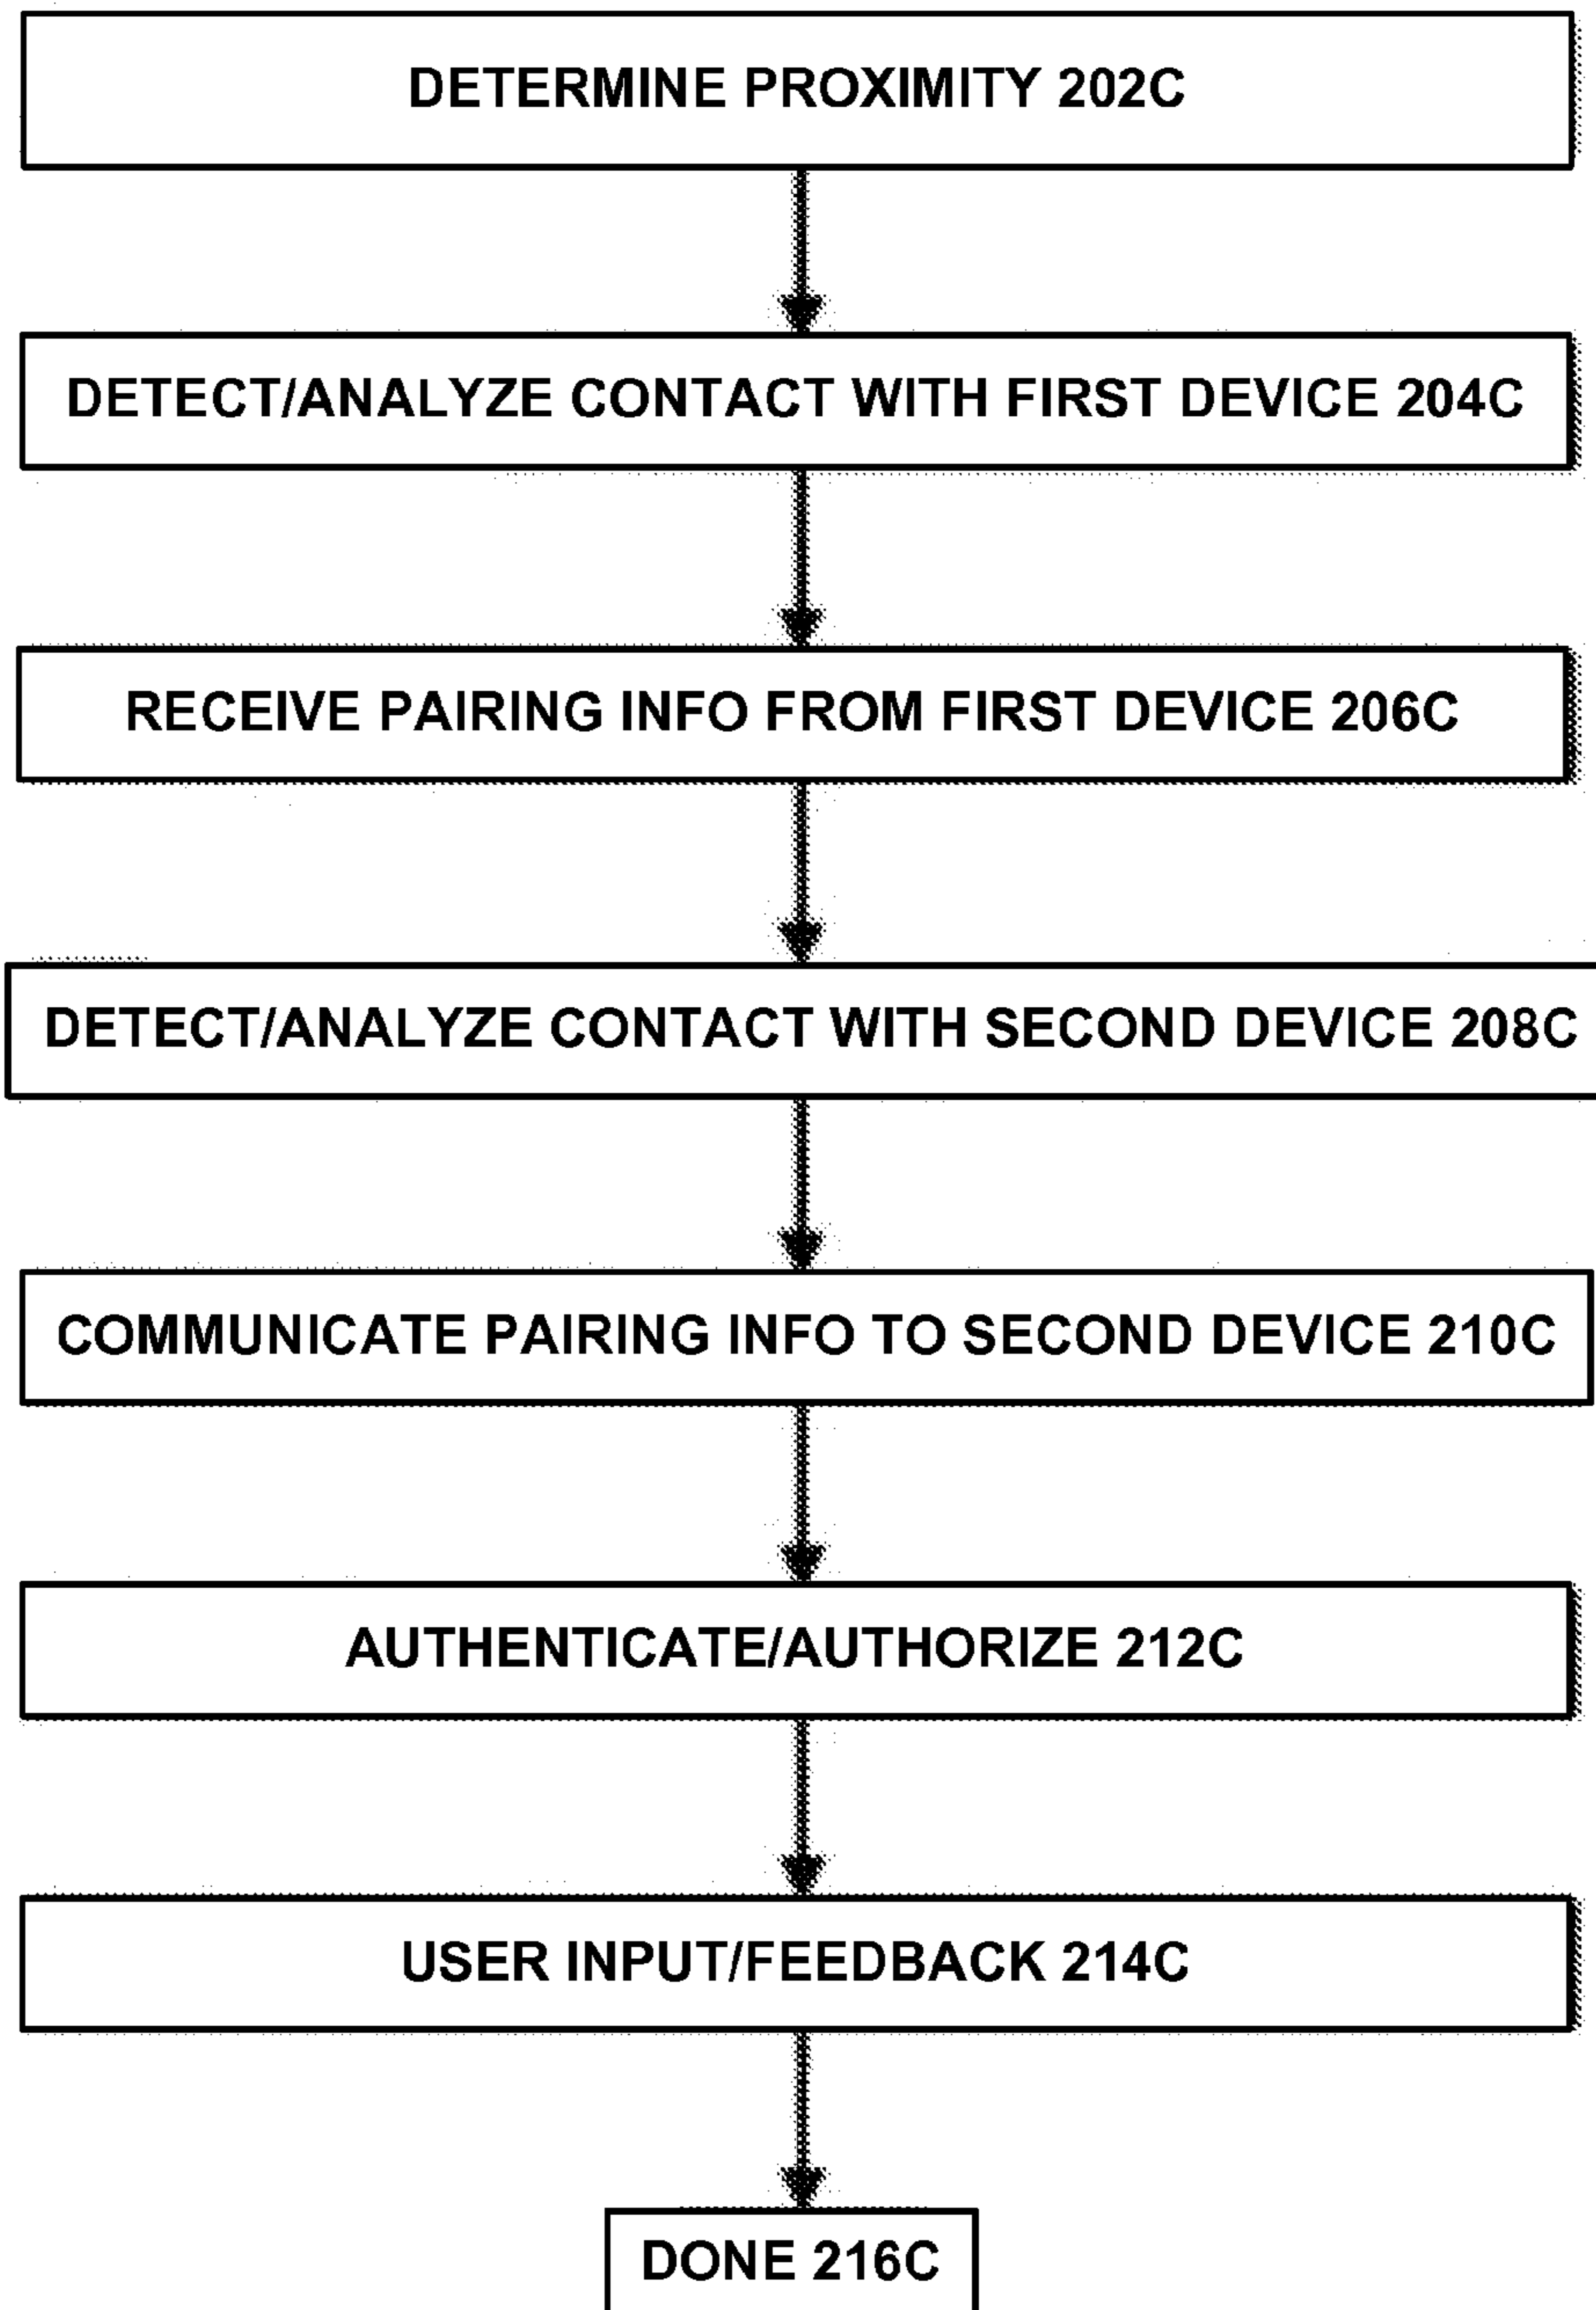 DETERMINE PROXIMITY 202C
DETECT/ANALYZE CONTACT WITH FIRST DEVICE 204C
RECEIVE PAIRING INFO FROM FIRST DEVICE 206C
DETECT/ANALYZE CONTACT WITH SECOND DEVICE 208C
COMMUNICATE PAIRING INFO TO SECOND DEVICE 210C
AUTHENTICATE/AUTHORIZE 212C
USER INPUT/FEEDBACK 214C
DONE 216C